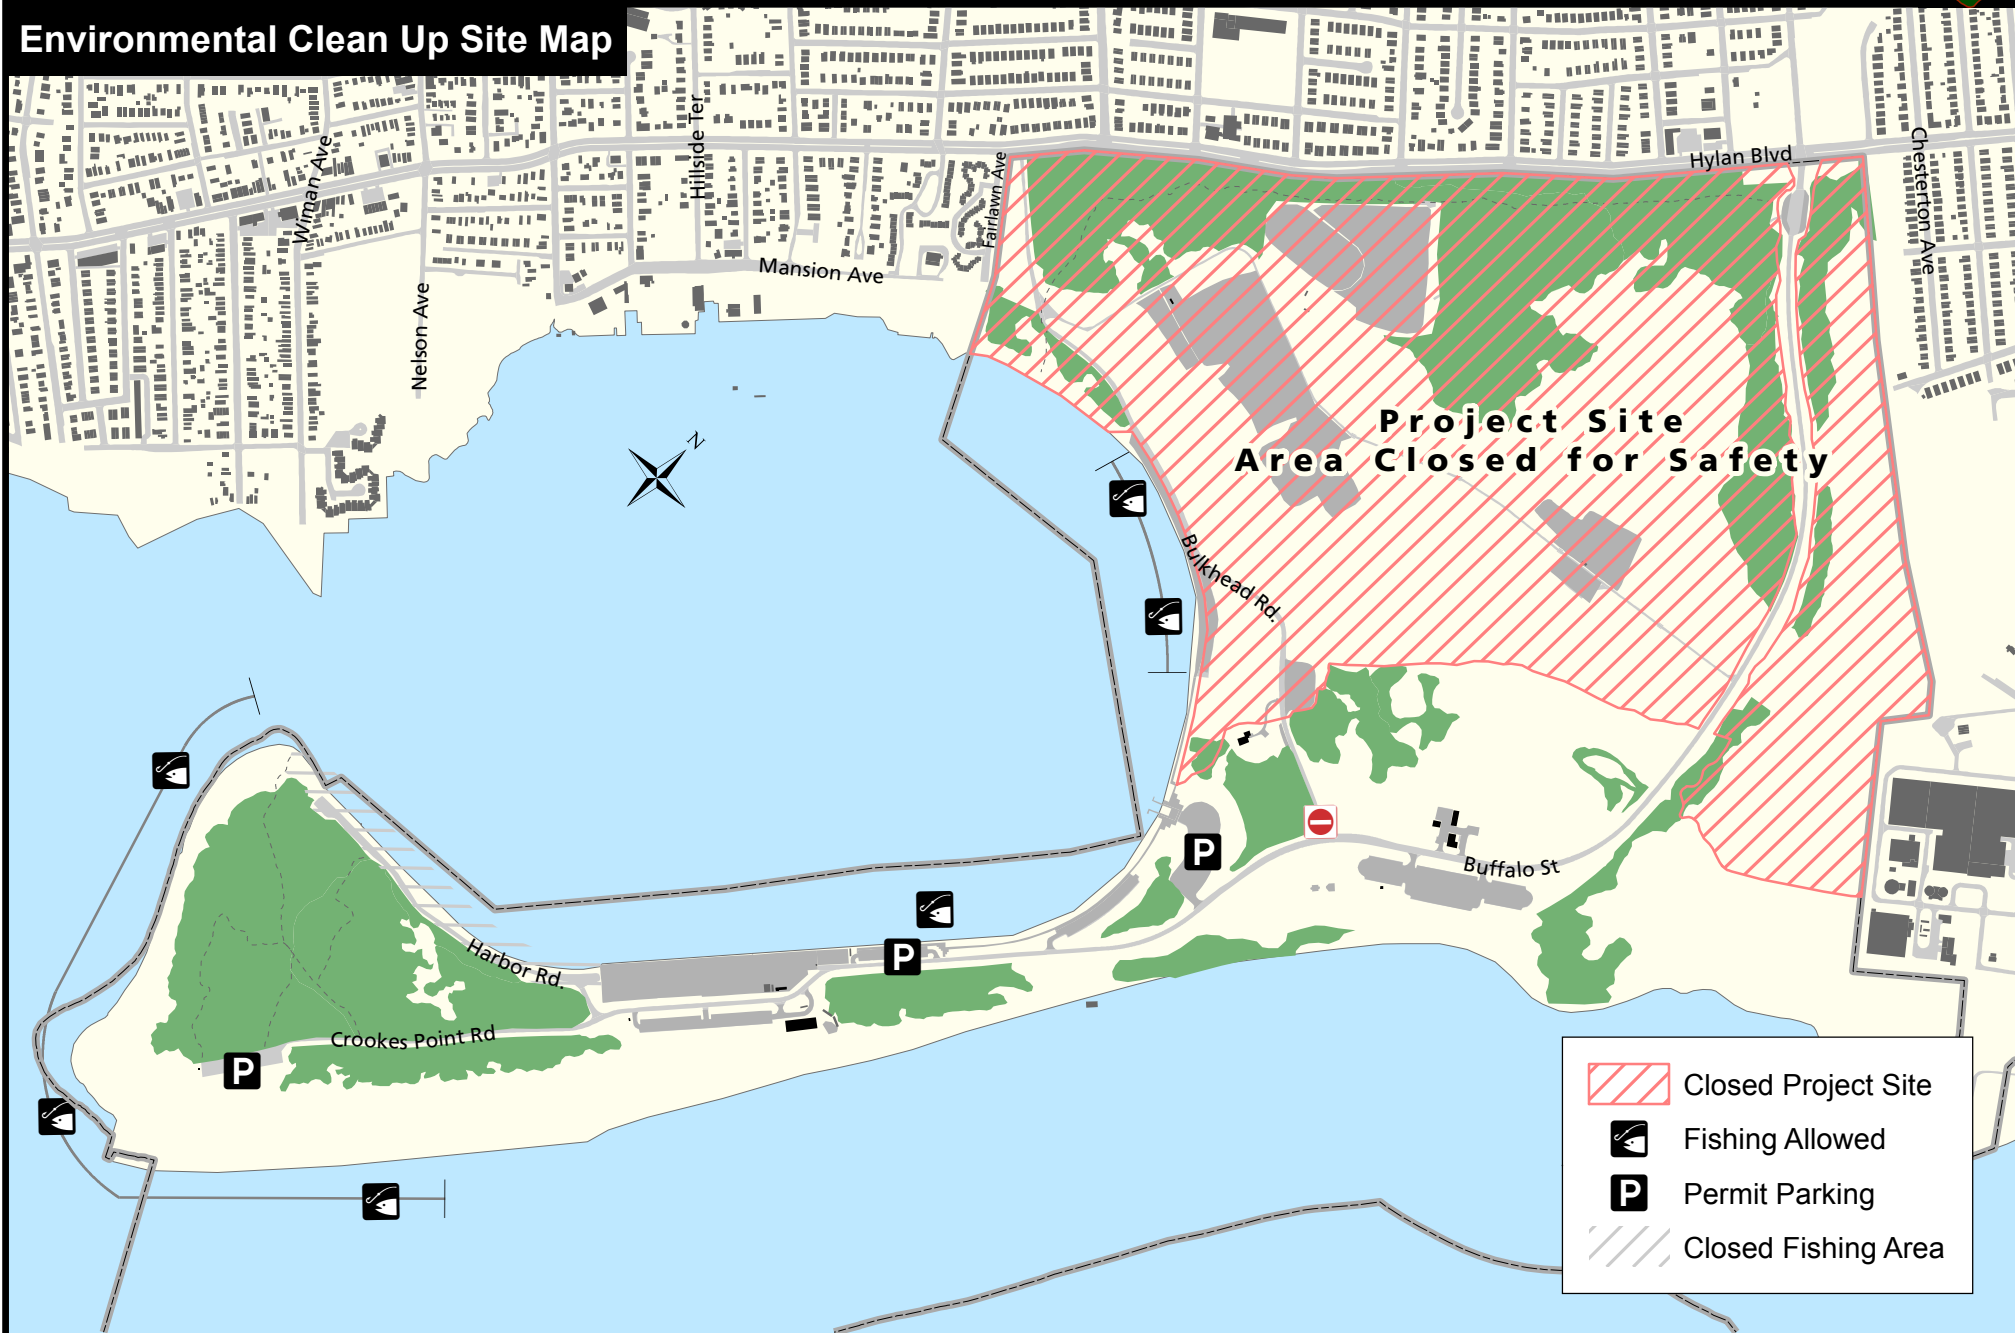 Environmental Clean Up Site Map
Hillside Ter
Wiman Ave
Fairlawn Ave
Hylan Blvd
Chesterton Ave
Mansion Ave
Nelson Ave
N
Project Site
Area Closed for Safety
Bulkhead Rd.
P
Buffalo St
Harbor Rd.
P
Crookes Point Rd
P
Closed Project Site
Fishing Allowed
P Permit Parking
Closed Fishing Area